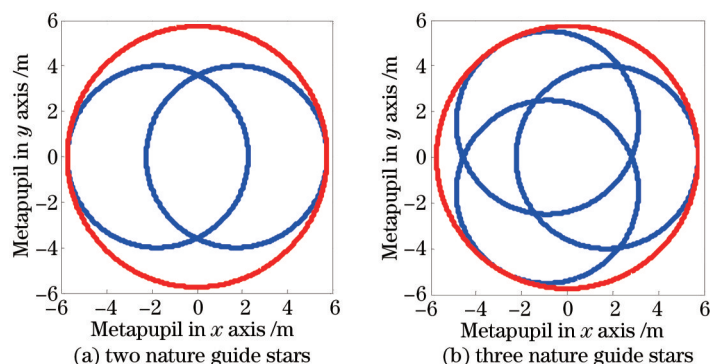 6
4
2
0
−2
−4
−6
−6 −4 −2 0 2 4 6
Metapupil in y axis /m
Metapupil in x axis /m
(a) two nature guide stars
6
4
2
0
−2
−4
−6
−6 −4 −2 0 2 4 6
Metapupil in y axis /m
Metapupil in x axis /m
(b) three nature guide stars